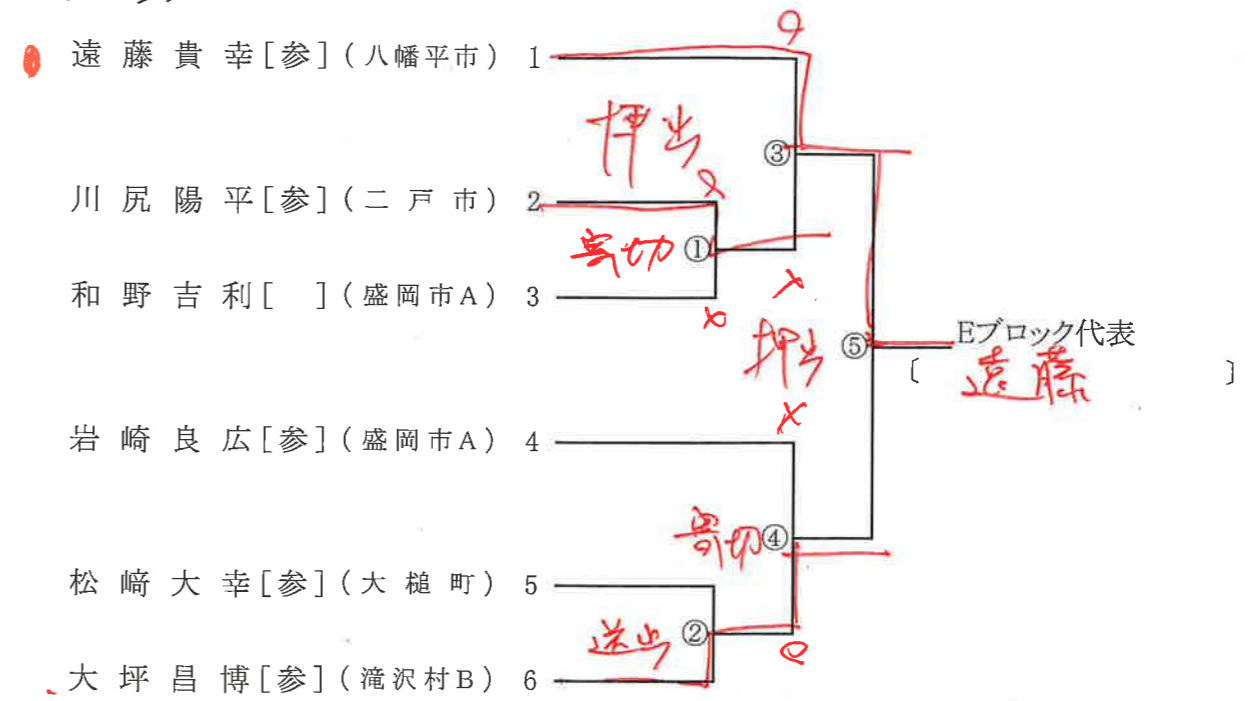 遠藤貴幸[参](八幡平市) 1
押出
③
川尻陽平[参](二戸市) 2
寄切 ①
和野吉利[ ](盛岡市A) 3
押出 ⑤
Eブロック代表
〔 遠藤 〕
岩崎良広[参](盛岡市A) 4
寄切 ④
松﨑大幸[参](大槌町) 5
送出 ②
大坪昌博[参](滝沢村B) 6